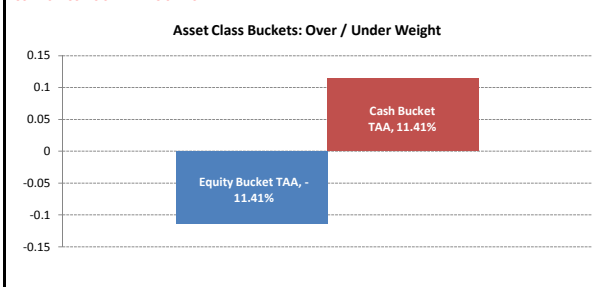 Asset Class Buckets: Over / Under Weight
0.15
0.1
0.05
0
-0.05
-0.1
-0.15
Cash Bucket
TAA, 11.41%
Equity Bucket TAA, -
11.41%